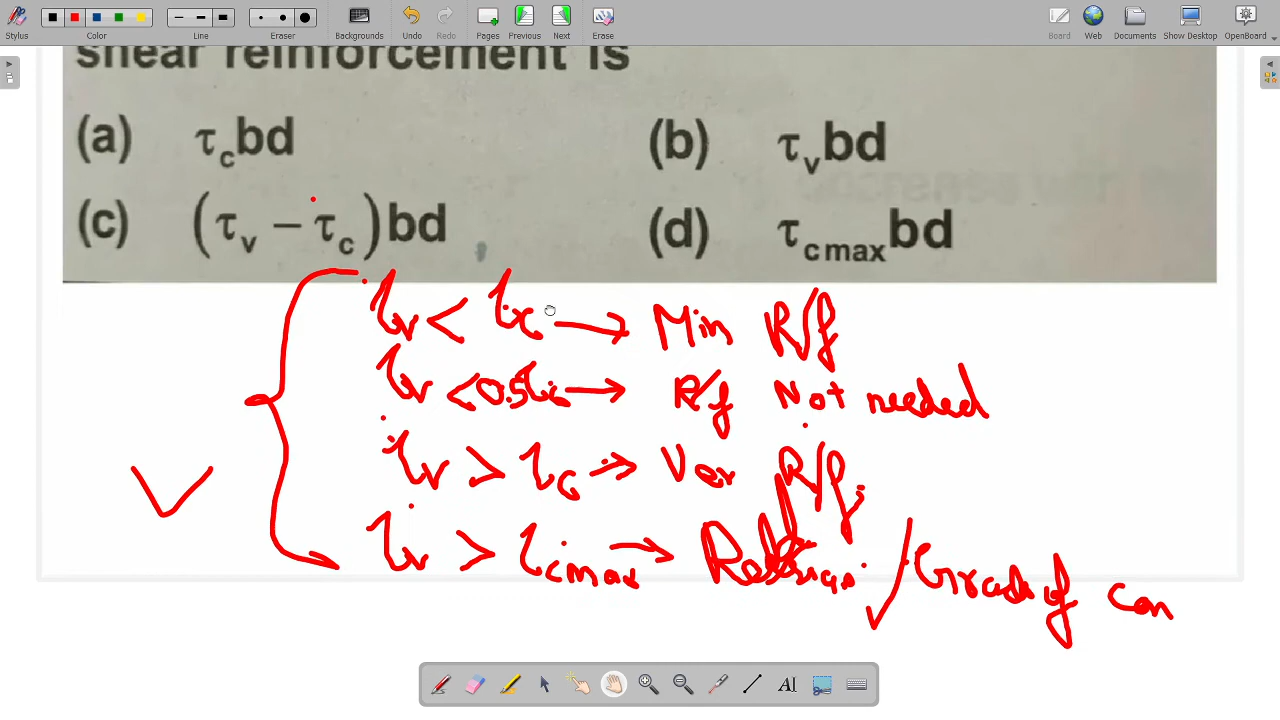 Stylus Color Line Eraser Backgrounds Undo Redo Pages Previous Next Erase Board Web Documents Show Desktop OpenBoard
shear reinforcement is
(a) τcbd (b) τvbd
(c) (τv − τc)bd (d) τcmaxbd
τv < τc → Min R/f
τv < 0.5τc → R/f Not needed
τv > τc → Ver R/f
τv > τcmax → / Grade of con
AI